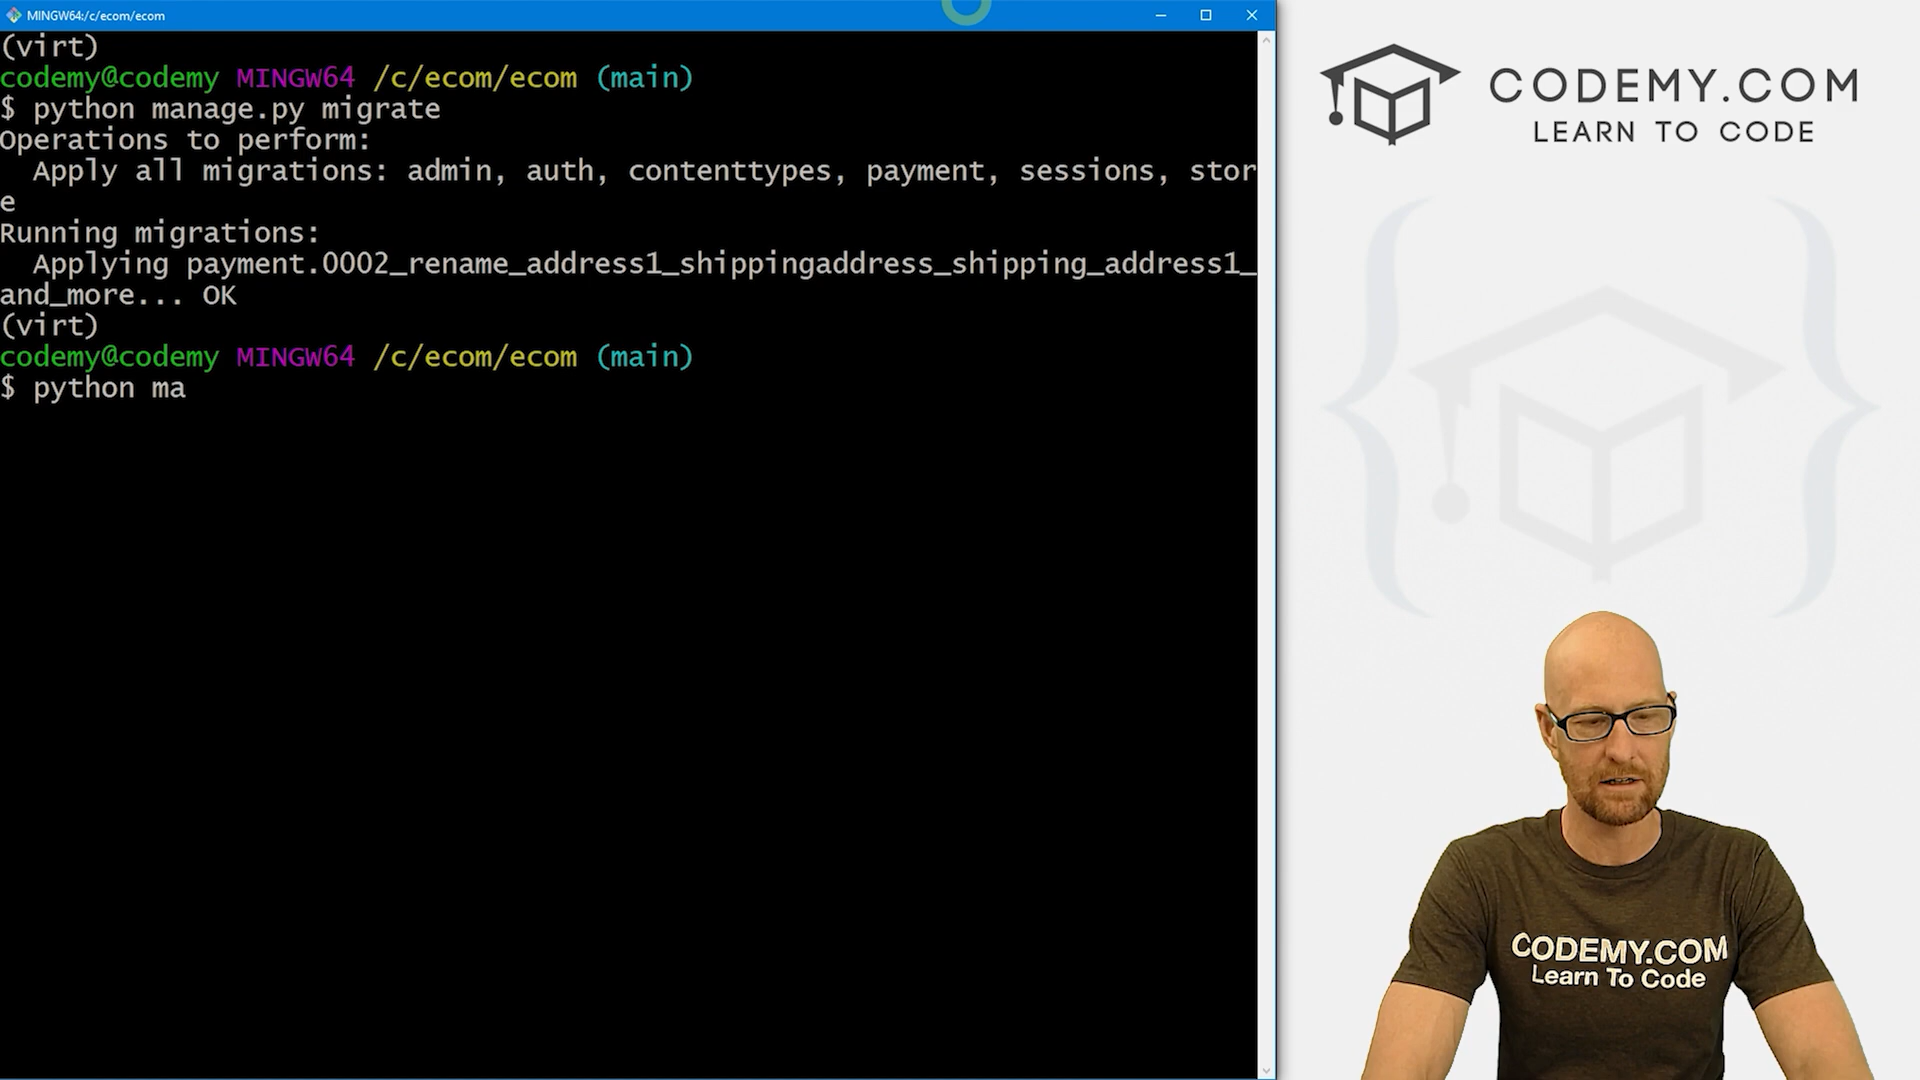 MINGW64:/c/ecom/ecom
(virt)
codemy@codemy MINGW64 /c/ecom/ecom (main)
$ python manage.py migrate
Operations to perform:
  Apply all migrations: admin, auth, contenttypes, payment, sessions, stor
e
Running migrations:
  Applying payment.0002_rename_address1_shippingaddress_shipping_address1_
and_more... OK
(virt)
codemy@codemy MINGW64 /c/ecom/ecom (main)
$ python ma
CODEMY.COM
LEARN TO CODE
CODEMY.COM
Learn To Code